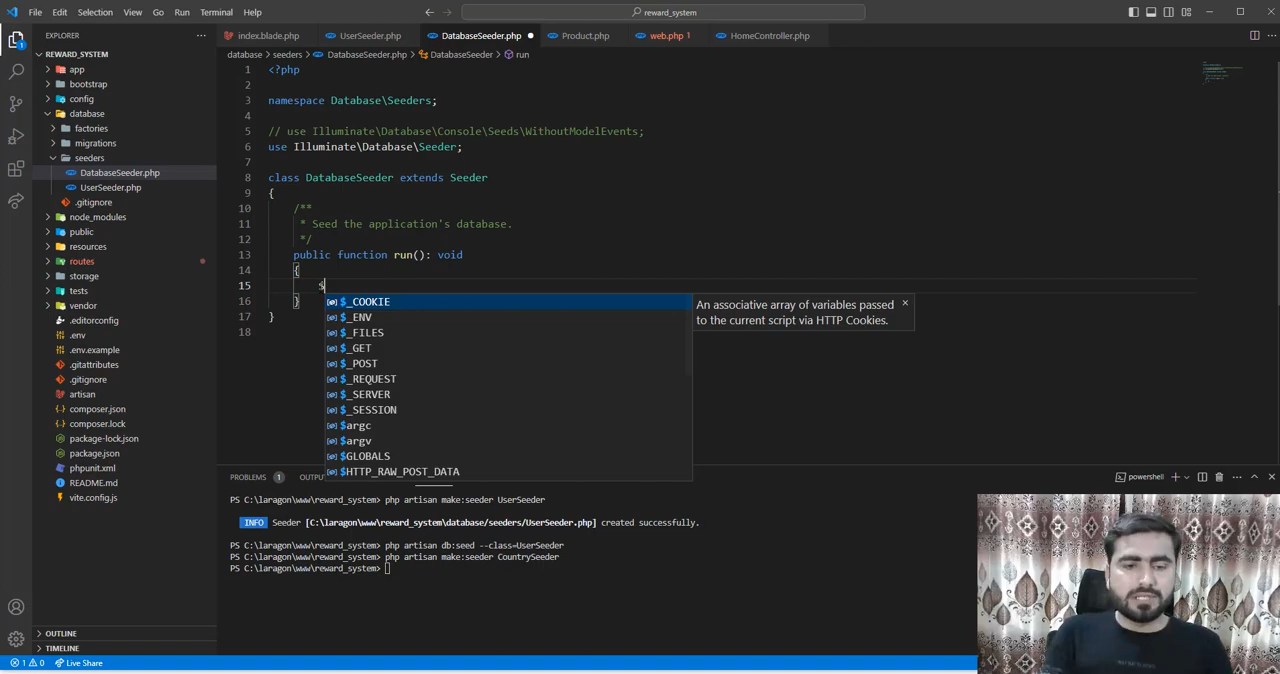 File Edit Selection View Go Run Terminal Help
reward_system
EXPLORER
index.blade.php
UserSeeder.php
DatabaseSeeder.php
Product.php
web.php 1
HomeController.php
database > seeders > DatabaseSeeder.php > DatabaseSeeder > run
1
REWARD_SYSTEM
app
bootstrap
config
database
factories
migrations
seeders
DatabaseSeeder.php
UserSeeder.php
.gitignore
node_modules
public
resources
routes
storage
tests
vendor
.editorconfig
.env
.env.example
.gitattributes
.gitignore
artisan
composer.json
composer.lock
package-lock.json
package.json
phpunit.xml
README.md
vite.config.js
OUTLINE
TIMELINE
1 <?php
2
3 namespace Database\Seeders;
4
5 // use Illuminate\Database\Console\Seeds\WithoutModelEvents;
6 use Illuminate\Database\Seeder;
7
8 class DatabaseSeeder extends Seeder
9 {
10 /**
11 * Seed the application's database.
12 */
13 public function run(): void
14 {
15 $
16 }
17 }
18
$_COOKIE
$_ENV
$_FILES
$_GET
$_POST
$_REQUEST
$_SERVER
$_SESSION
$argc
$argv
$GLOBALS
$HTTP_RAW_POST_DATA
An associative array of variables passed
to the current script via HTTP Cookies.
PROBLEMS 1 OUTPU
powershell
PS C:\laragon\www\reward_system> php artisan make:seeder UserSeeder
INFO Seeder [C:\laragon\www\reward_system\database/seeders/UserSeeder.php] created successfully.
PS C:\laragon\www\reward_system> php artisan db:seed --class=UserSeeder
PS C:\laragon\www\reward_system> php artisan make:seeder CountrySeeder
PS C:\laragon\www\reward_system>
1 0 Live Share